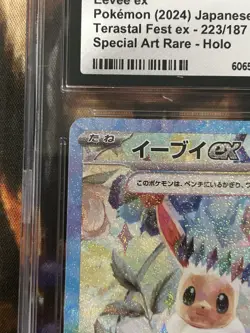 Eevee ex
Pokémon (2024) Japanese
Terastal Fest ex - 223/187
Special Art Rare - Holo
6065
たね
イーブイex
このポケモンは、ベンチにいるかぎり、ワ